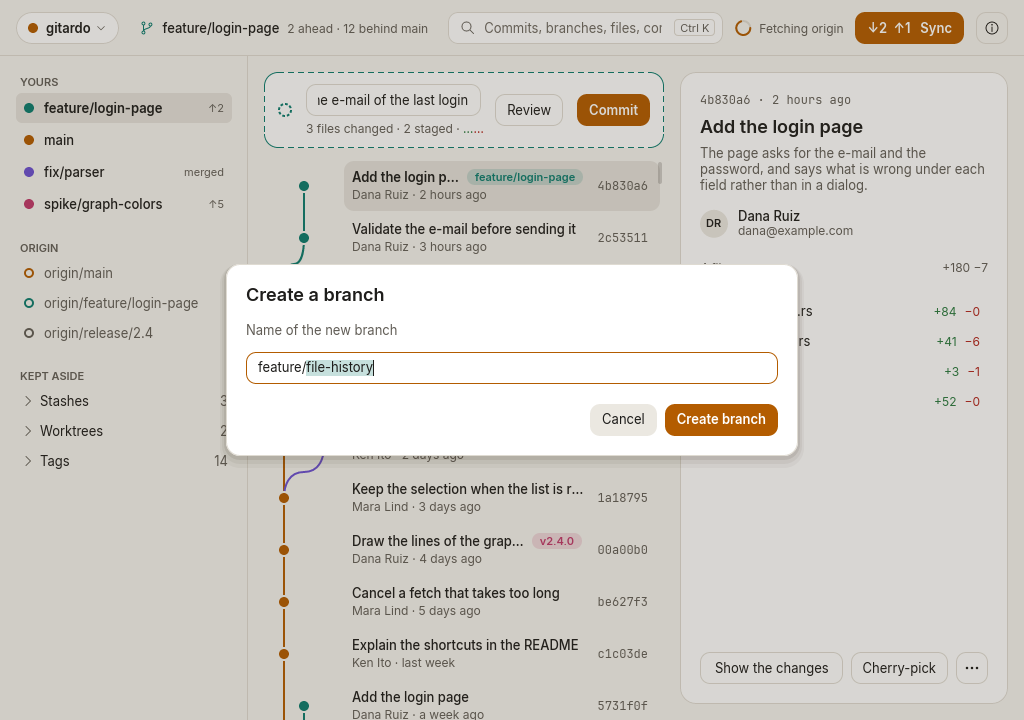 gitardo
feature/login-page 2 ahead · 12 behind main
Commits, branches, files, cor Ctrl K
Fetching origin
↓2 ↑1 Sync
YOURS
feature/login-page ↑2
main
fix/parser merged
spike/graph-colors ↑5
ORIGIN
origin/main
origin/feature/login-page
origin/release/2.4
KEPT ASIDE
Stashes
Worktrees
Tags 14
e-mail of the last login
3 files changed · 2 staged · ......
Review
Commit
Add the login p... feature/login-page
Dana Ruiz · 2 hours ago
4b830a6
Validate the e-mail before sending it
Dana Ruiz · 3 hours ago
2c53511
Create a branch
Name of the new branch
feature/file-history
Cancel
Create branch
Ken Ito · 2 days ago
Keep the selection when the list is r...
Mara Lind · 3 days ago
1a18795
Draw the lines of the grap... v2.4.0
Dana Ruiz · 4 days ago
00a00b0
Cancel a fetch that takes too long
Mara Lind · 5 days ago
be627f3
Explain the shortcuts in the README
Ken Ito · last week
c1c03de
Add the login page
Dana Ruiz · a week ago
5731f0f
4b830a6 · 2 hours ago
Add the login page
The page asks for the e-mail and the
password, and says what is wrong under each
field rather than in a dialog.
DR
Dana Ruiz
dana@example.com
+180 −7
.rs +84 −0
rs +41 −6
+3 −1
+52 −0
Show the changes
Cherry-pick